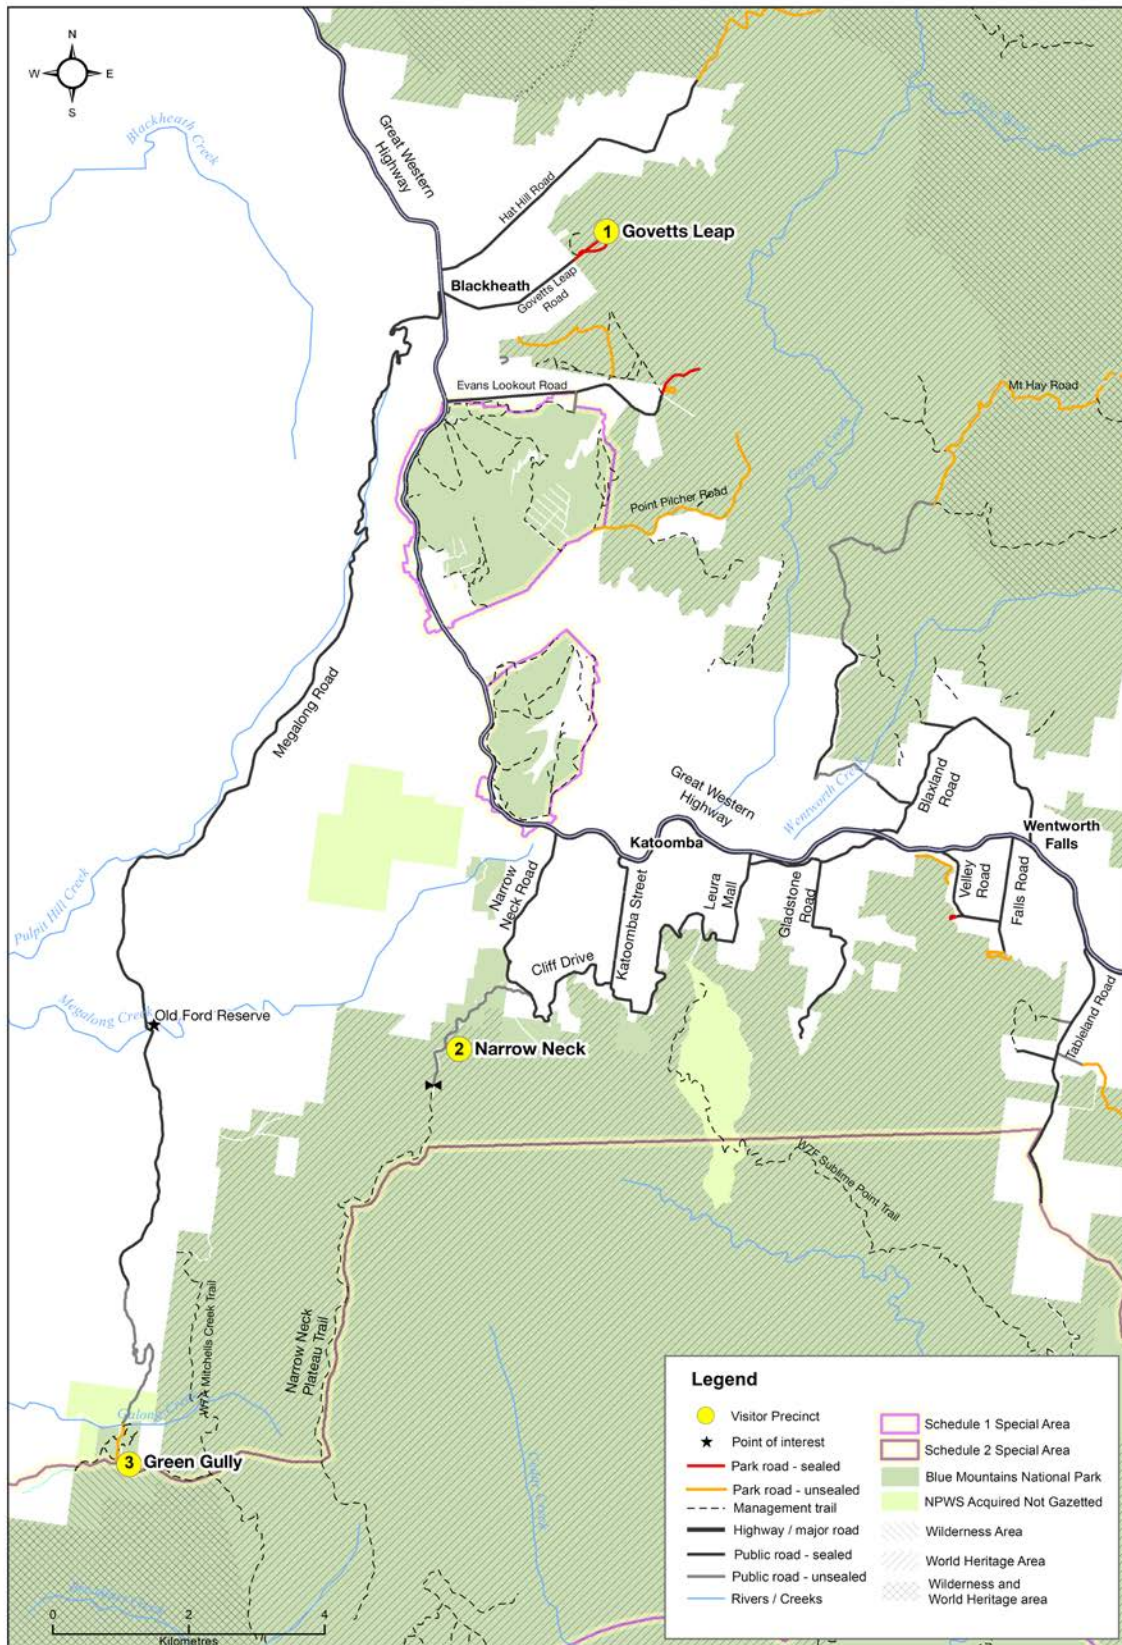 N
W E
S
Blackheath Creek
Great Western
Highway
Hat Hill Road
1 Govetts Leap
Blackheath
Govetts Leap
Road
Evans Lookout Road
Mt Hay Road
Govetts Creek
Point Pilcher Road
Megalong Road
Great Western
Highway
Wentworth Creek
Blaxland
Road
Wentworth
Falls
Katoomba
Narrow
Neck Road
Katoomba Street
Leura
Mall
Gladstone
Road
Velley
Road
Falls Road
Pulpit Hill Creek
Cliff Drive
Megalong Creek
Old Ford Reserve
2 Narrow Neck
Tableland Road
W7F Sublime Point Trail
W7A Mitchells Creek Trail
Narrow Neck
Plateau Trail
Galong Creek
3 Green Gully
Cedar Creek
0 2 4
Kilometres
Legend
Visitor Precinct
Point of interest
Park road - sealed
Park road - unsealed
Management trail
Highway / major road
Public road - sealed
Public road - unsealed
Rivers / Creeks
Schedule 1 Special Area
Schedule 2 Special Area
Blue Mountains National Park
NPWS Acquired Not Gazetted
Wilderness Area
World Heritage Area
Wilderness and
World Heritage area